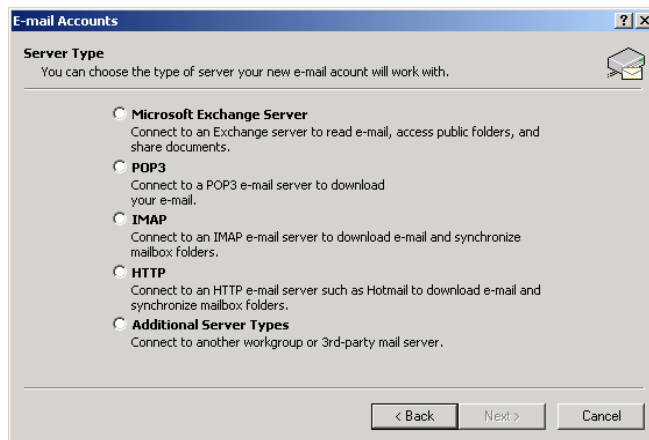 E-mail Accounts
Server Type
You can choose the type of server your new e-mail acount will work with.
Microsoft Exchange Server
Connect to an Exchange server to read e-mail, access public folders, and
share documents.
POP3
Connect to a POP3 e-mail server to download
your e-mail.
IMAP
Connect to an IMAP e-mail server to download e-mail and synchronize
mailbox folders.
HTTP
Connect to an HTTP e-mail server such as Hotmail to download e-mail and
synchronize mailbox folders.
Additional Server Types
Connect to another workgroup or 3rd-party mail server.
< Back Next > Cancel